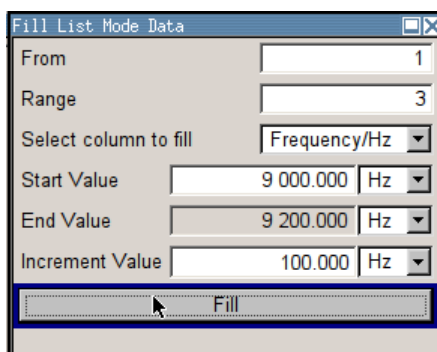 Fill List Mode Data
From 1
Range 3
Select column to fill Frequency/Hz
Start Value 9 000.000 Hz
End Value 9 200.000 Hz
Increment Value 100.000 Hz
Fill